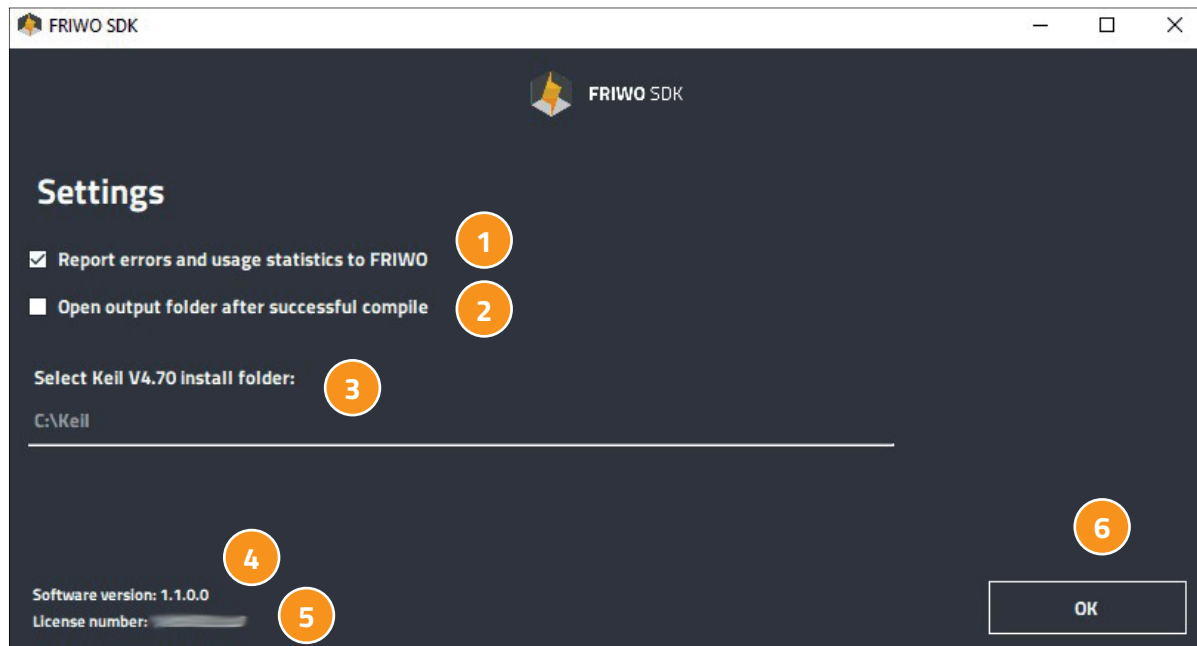 FRIWO SDK
FRIWO SDK
Settings
1
Report errors and usage statistics to FRIWO
Open output folder after successful compile
2
Select Keil V4.70 install folder:
3
C:\Keil
6
4
Software version: 1.1.0.0
OK
License number:
5